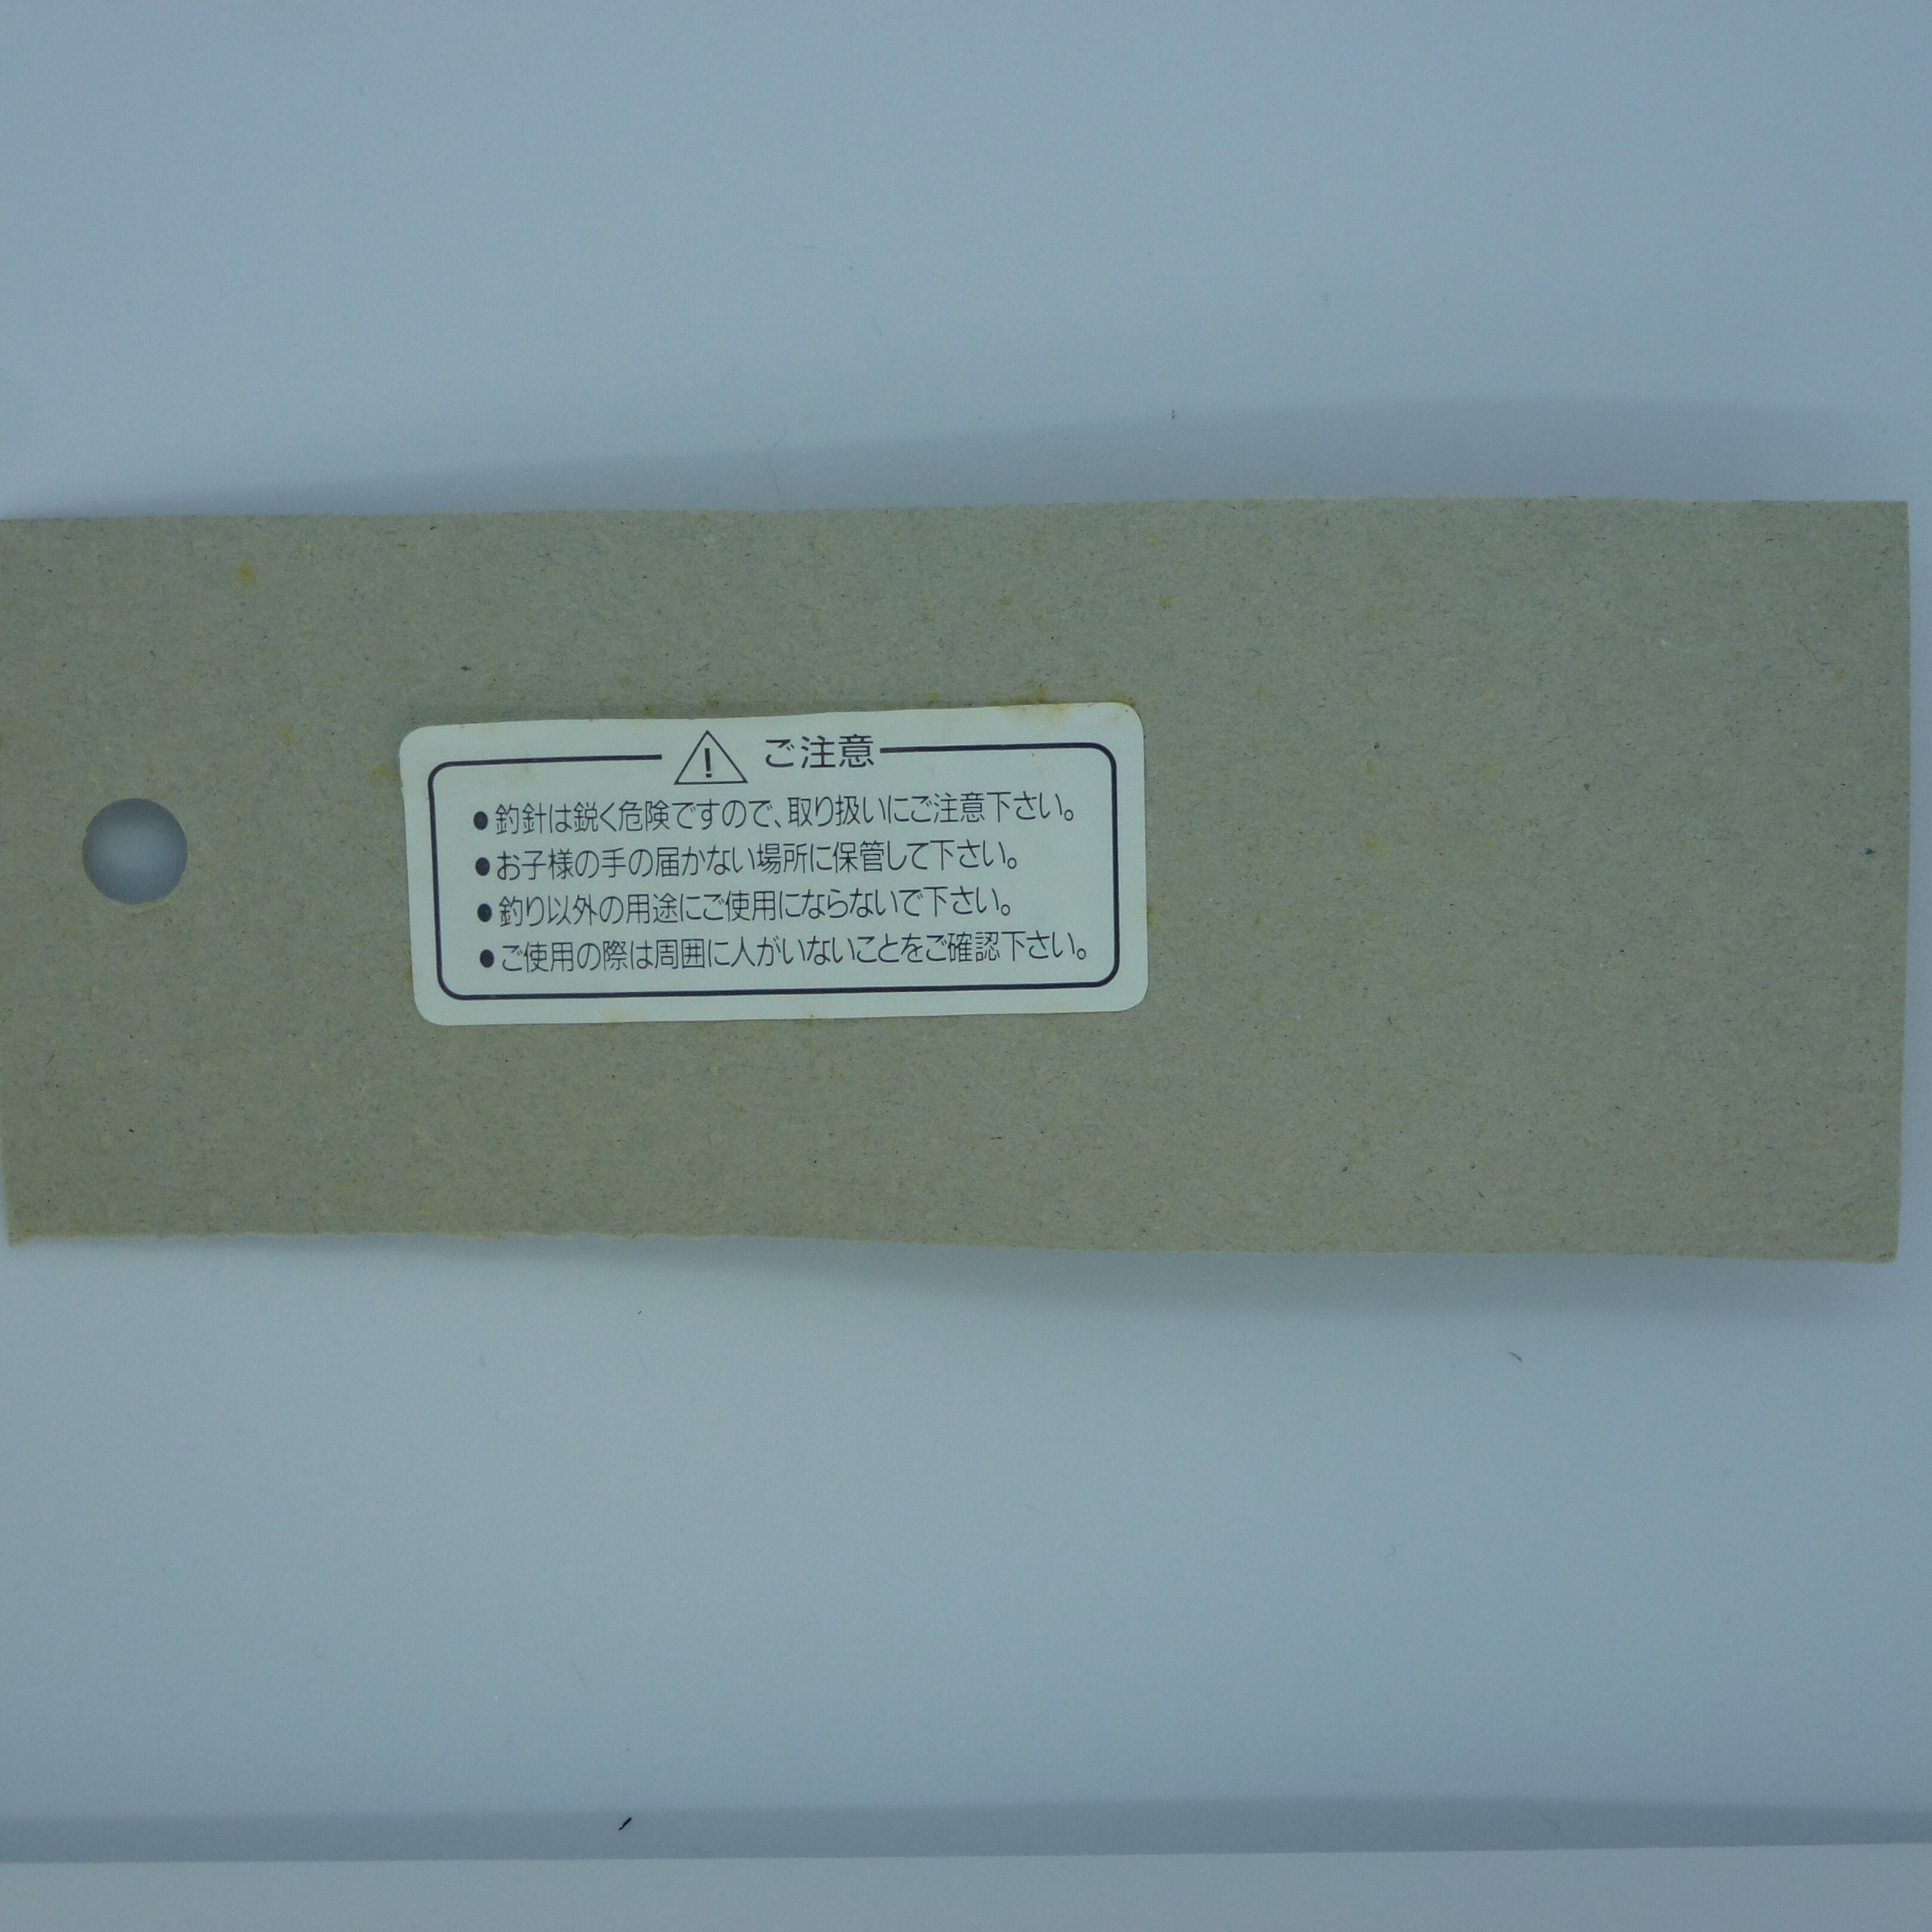 ご注意
●釣針は鋭く危険ですので、取り扱いにご注意下さい。
●お子様の手の届かない場所に保管して下さい。
●釣り以外の用途にご使用にならないで下さい。
●ご使用の際は周囲に人がいないことをご確認下さい。